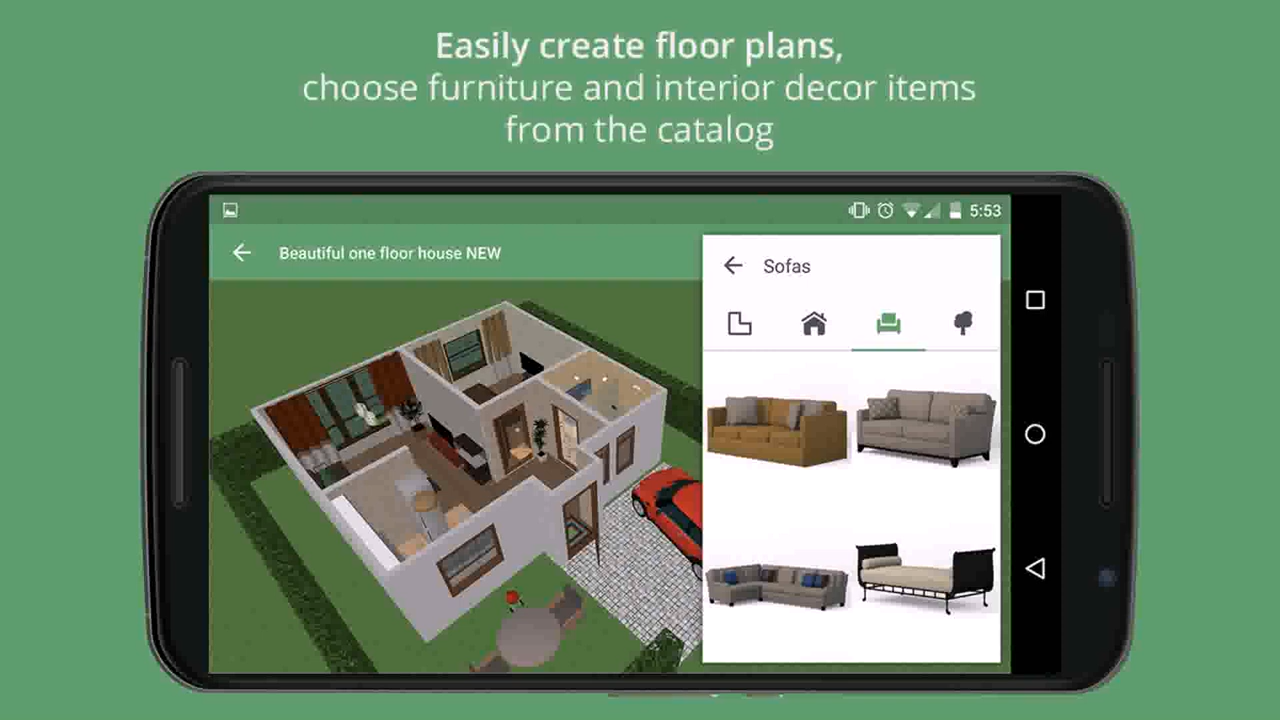 Easily create floor plans,
choose furniture and interior decor items
from the catalog
5:53
Beautiful one floor house NEW
Sofas